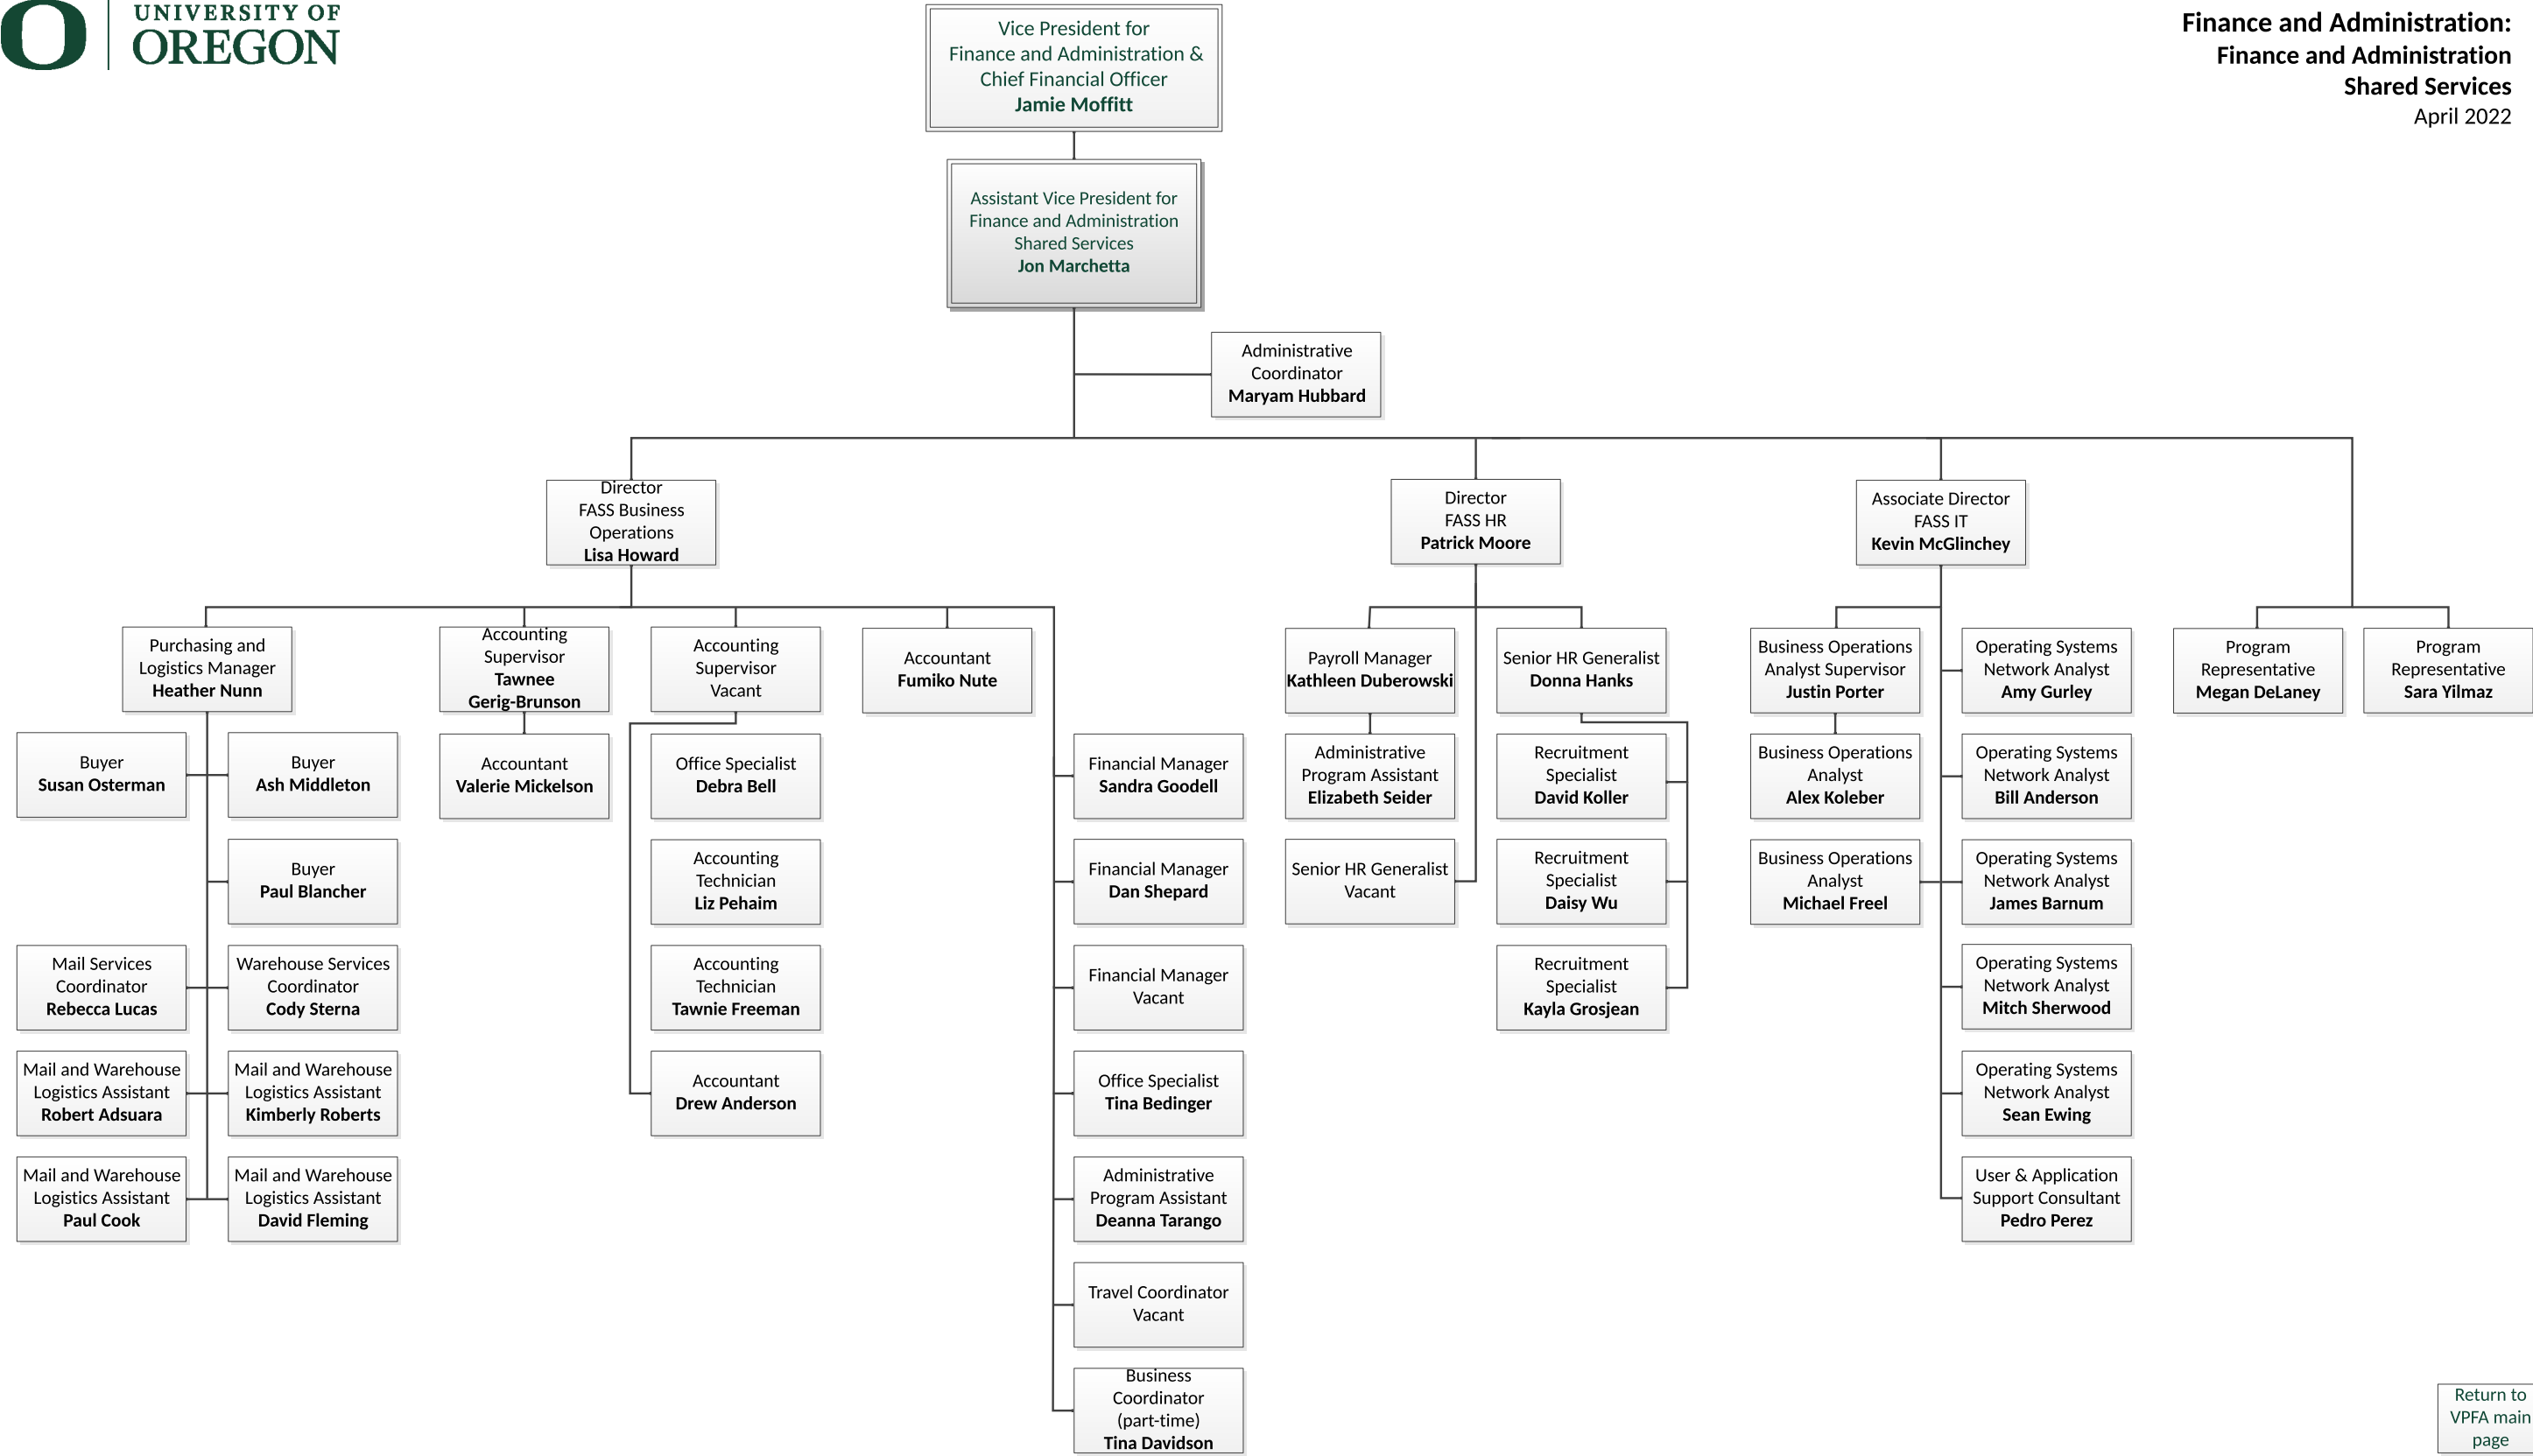 UNIVERSITY OF
OREGON
Finance and Administration:
Finance and Administration
Shared Services
April 2022
Vice President for
Finance and Administration &
Chief Financial Officer
Jamie Moffitt
Assistant Vice President for
Finance and Administration
Shared Services
Jon Marchetta
Administrative
Coordinator
Maryam Hubbard
Director
FASS Business
Operations
Lisa Howard
Director
FASS HR
Patrick Moore
Associate Director
FASS IT
Kevin McGlinchey
Purchasing and
Logistics Manager
Heather Nunn
Accounting
Supervisor
Tawnee
Gerig-Brunson
Accounting
Supervisor
Vacant
Accountant
Fumiko Nute
Payroll Manager
Kathleen Duberowski
Senior HR Generalist
Donna Hanks
Business Operations
Analyst Supervisor
Justin Porter
Operating Systems
Network Analyst
Amy Gurley
Program
Representative
Megan DeLaney
Program
Representative
Sara Yilmaz
Buyer
Susan Osterman
Buyer
Ash Middleton
Accountant
Valerie Mickelson
Office Specialist
Debra Bell
Financial Manager
Sandra Goodell
Administrative
Program Assistant
Elizabeth Seider
Recruitment
Specialist
David Koller
Business Operations
Analyst
Alex Koleber
Operating Systems
Network Analyst
Bill Anderson
Buyer
Paul Blancher
Accounting
Technician
Liz Pehaim
Financial Manager
Dan Shepard
Senior HR Generalist
Vacant
Recruitment
Specialist
Daisy Wu
Business Operations
Analyst
Michael Freel
Operating Systems
Network Analyst
James Barnum
Mail Services
Coordinator
Rebecca Lucas
Warehouse Services
Coordinator
Cody Sterna
Accounting
Technician
Tawnie Freeman
Financial Manager
Vacant
Recruitment
Specialist
Kayla Grosjean
Operating Systems
Network Analyst
Mitch Sherwood
Mail and Warehouse
Logistics Assistant
Robert Adsuara
Mail and Warehouse
Logistics Assistant
Kimberly Roberts
Accountant
Drew Anderson
Office Specialist
Tina Bedinger
Operating Systems
Network Analyst
Sean Ewing
Mail and Warehouse
Logistics Assistant
Paul Cook
Mail and Warehouse
Logistics Assistant
David Fleming
Administrative
Program Assistant
Deanna Tarango
User & Application
Support Consultant
Pedro Perez
Travel Coordinator
Vacant
Business
Coordinator
(part-time)
Tina Davidson
Return to
VPFA main
page